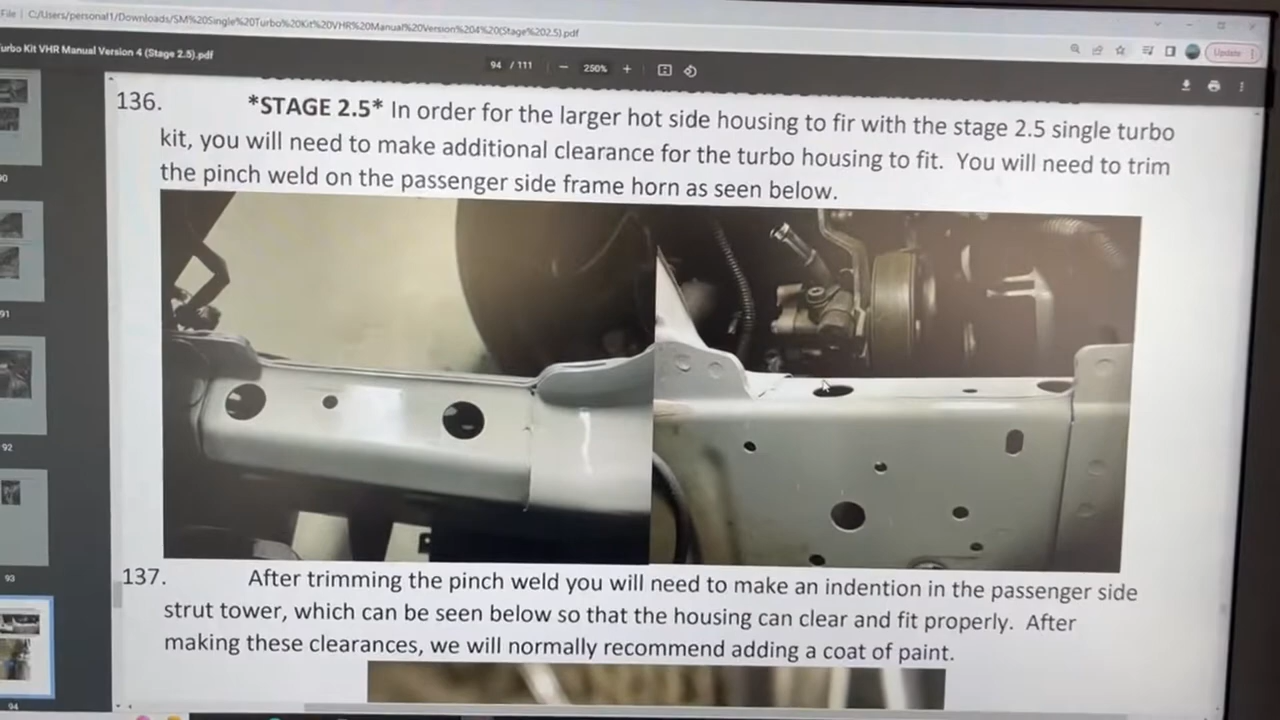 File | C:/Users/personal1/Downloads/SM%20Single%20Turbo%20Kit%20VHR%20Manual%20Version%204%20(Stage%202.5).pdf
Update
urbo Kit VHR Manual Version 4 (Stage 2.5).pdf
94 / 111
250%
136. *STAGE 2.5* In order for the larger hot side housing to fir with the stage 2.5 single turbo
kit, you will need to make additional clearance for the turbo housing to fit. You will need to trim
the pinch weld on the passenger side frame horn as seen below.
90
91
92
93
94
137. After trimming the pinch weld you will need to make an indention in the passenger side
strut tower, which can be seen below so that the housing can clear and fit properly. After
making these clearances, we will normally recommend adding a coat of paint.